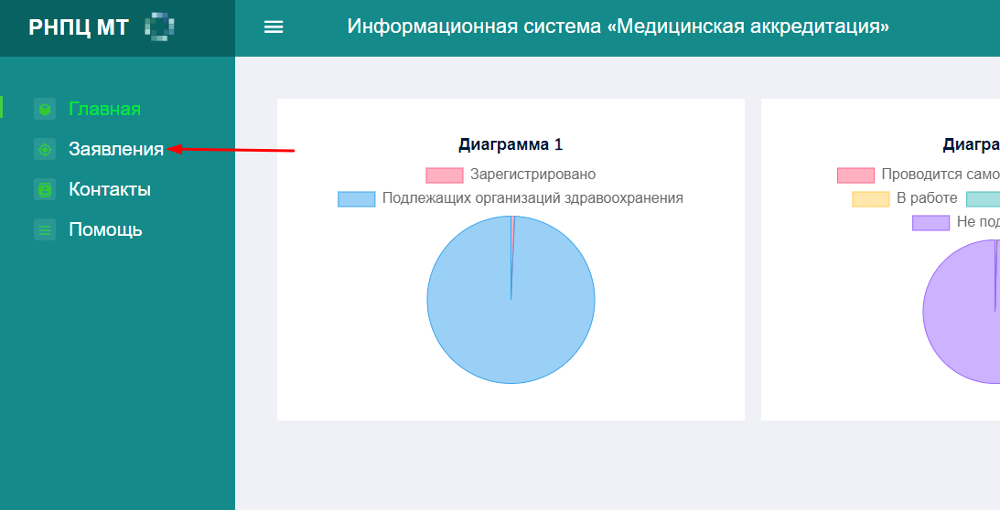 РНПЦ МТ
Информационная система «Медицинская аккредитация»
Главная
Заявления
Контакты
Помощь
Диаграмма 1
Зарегистрировано
Подлежащих организаций здравоохранения
Диагра
Проводится само
В работе
Не под